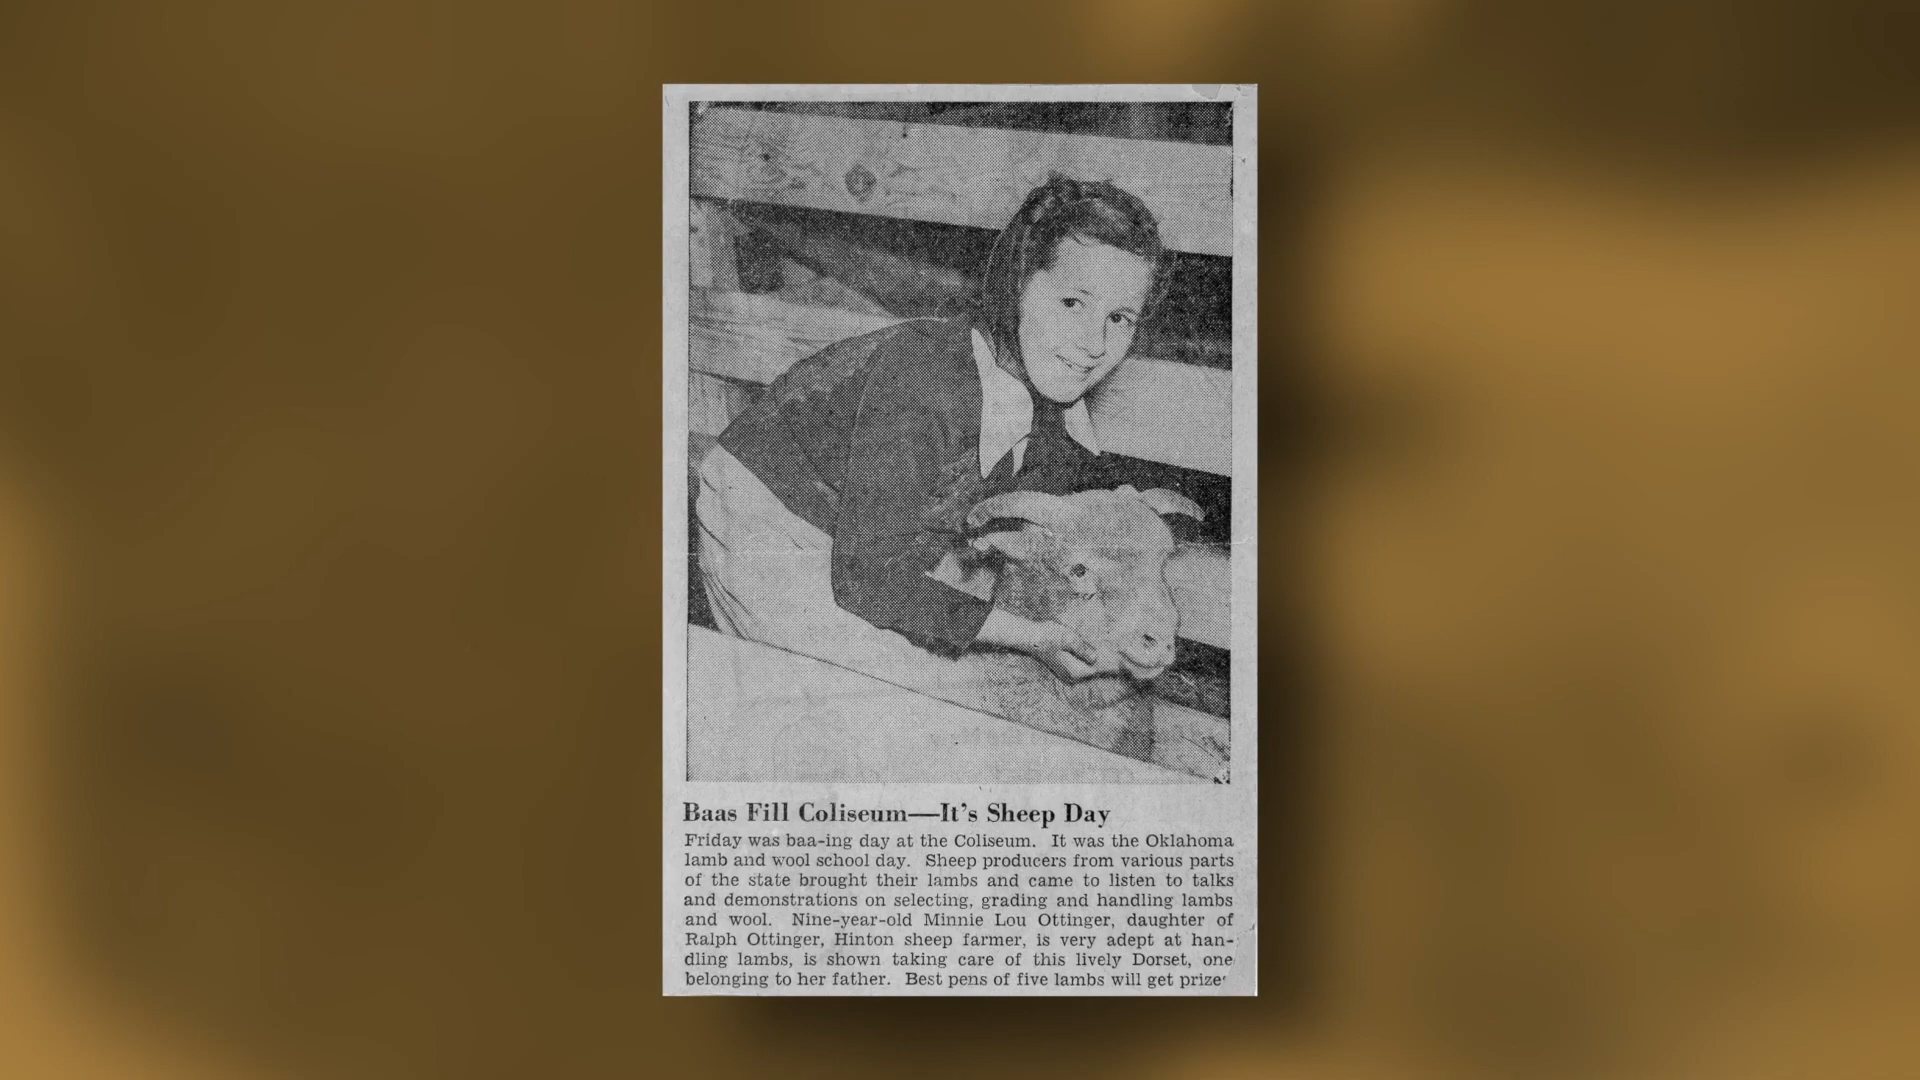 Baas Fill Coliseum—It's Sheep Day
Friday was baa-ing day at the Coliseum. It was the Oklahoma
lamb and wool school day. Sheep producers from various parts
of the state brought their lambs and came to listen to talks
and demonstrations on selecting, grading and handling lambs
and wool. Nine-year-old Minnie Lou Ottinger, daughter of
Ralph Ottinger, Hinton sheep farmer, is very adept at han-
dling lambs, is shown taking care of this lively Dorset, one
belonging to her father. Best pens of five lambs will get prize